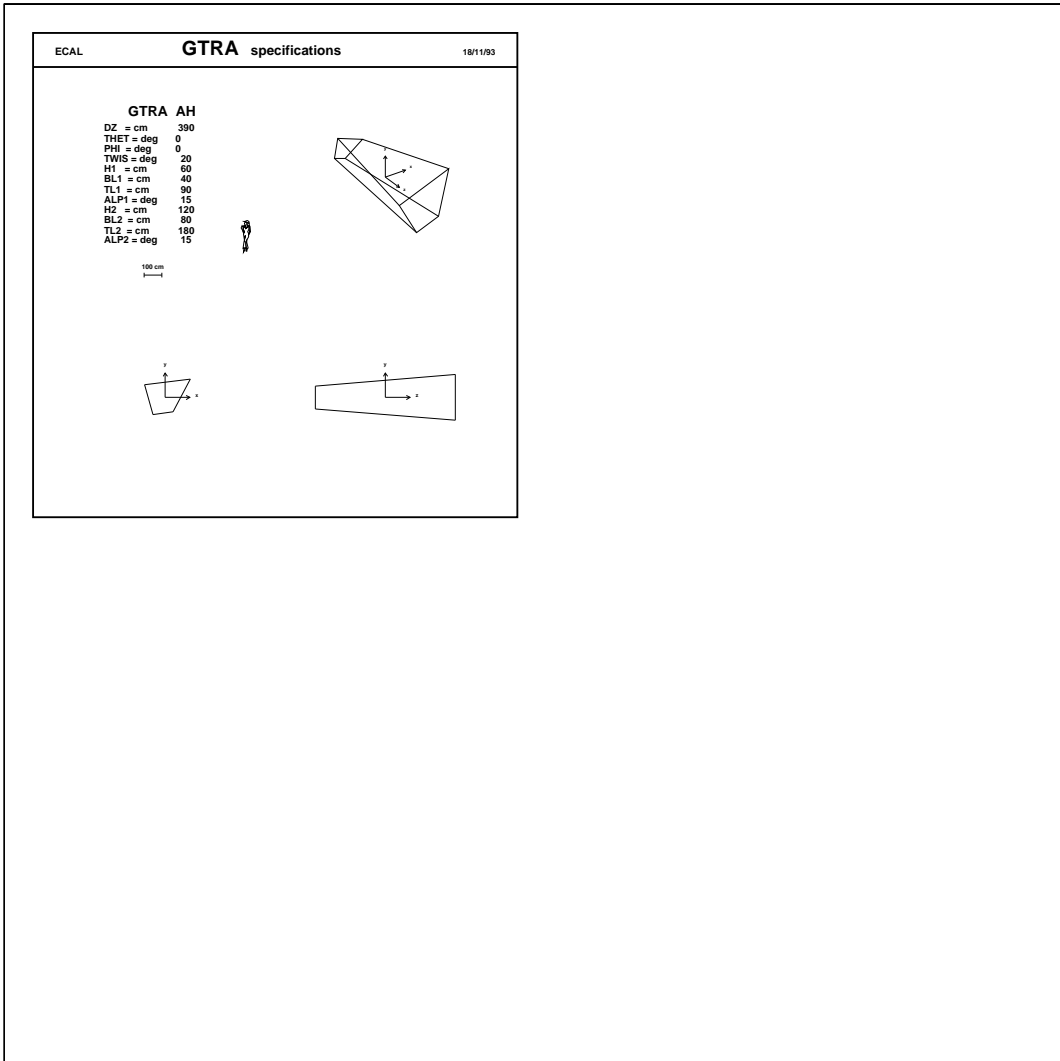 ECAL GTRA specifications 18/11/93
GTRA AH
DZ = cm 390
THET = deg 0
PHI = deg 0
TWIS = deg 20
H1 = cm 60
BL1 = cm 40
TL1 = cm 90
ALP1 = deg 15
H2 = cm 120
BL2 = cm 80
TL2 = cm 180
ALP2 = deg 15
100 cm
y
x
z
y
x
y
z